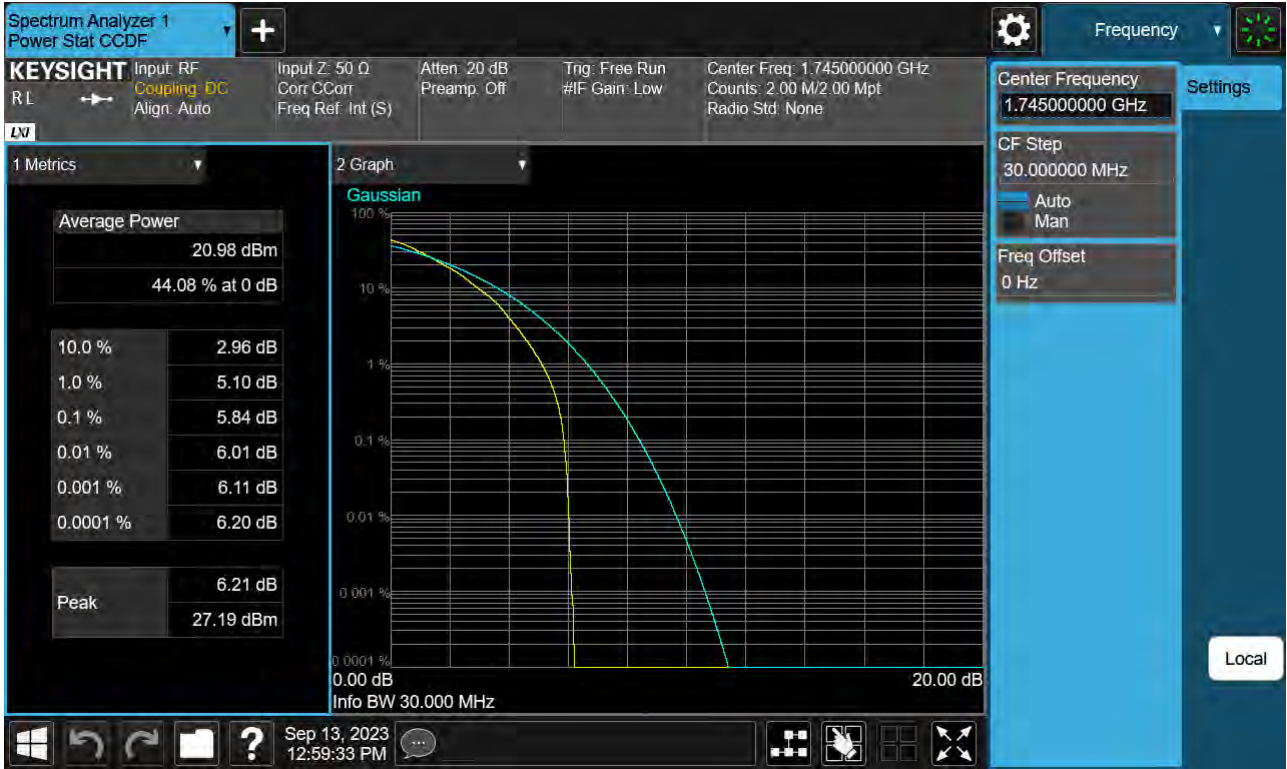 Spectrum Analyzer 1
Power Stat CCDF
Frequency
KEYSIGHT
R L
LXI
Input: RF
Coupling: DC
Align: Auto
Input Z: 50 Ω
Corr CCorr
Freq Ref: Int (S)
Atten: 20 dB
Preamp: Off
Trig: Free Run
#IF Gain: Low
Center Freq: 1.745000000 GHz
Counts: 2.00 M/2.00 Mpt
Radio Std: None
1 Metrics
Average Power
20.98 dBm
44.08 % at 0 dB
10.0 % 2.96 dB
1.0 % 5.10 dB
0.1 % 5.84 dB
0.01 % 6.01 dB
0.001 % 6.11 dB
0.0001 % 6.20 dB
Peak
6.21 dB
27.19 dBm
2 Graph
Gaussian
100 %
10 %
1 %
0.1 %
0.01 %
0.001 %
0.0001 %
0.00 dB 20.00 dB
Info BW 30.000 MHz
Center Frequency
1.745000000 GHz
CF Step
30.000000 MHz
Auto
Man
Freq Offset
0 Hz
Settings
Local
?
Sep 13, 2023
12:59:33 PM